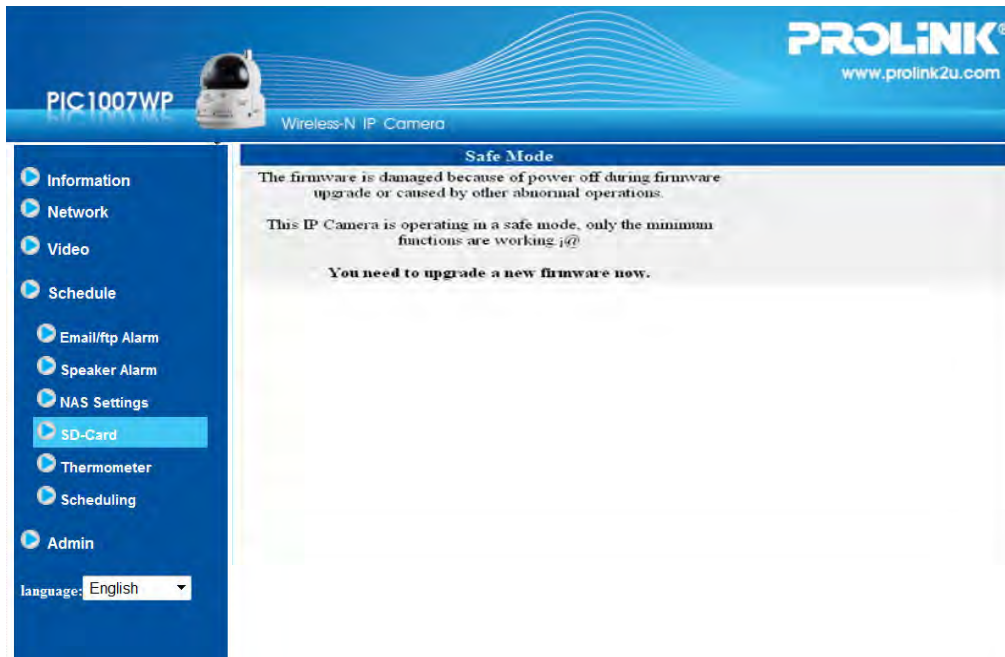 PROLiNK®
www.prolink2u.com
PIC1007WP
Wireless-N IP Camera
Information
Network
Video
Schedule
Email/ftp Alarm
Speaker Alarm
NAS Settings
SD-Card
Thermometer
Scheduling
Admin
language: English
Safe Mode
The firmware is damaged because of power off during firmware
upgrade or caused by other abnormal operations.
This IP Camera is operating in a safe mode, only the minimum
functions are working.¡@
You need to upgrade a new firmware now.